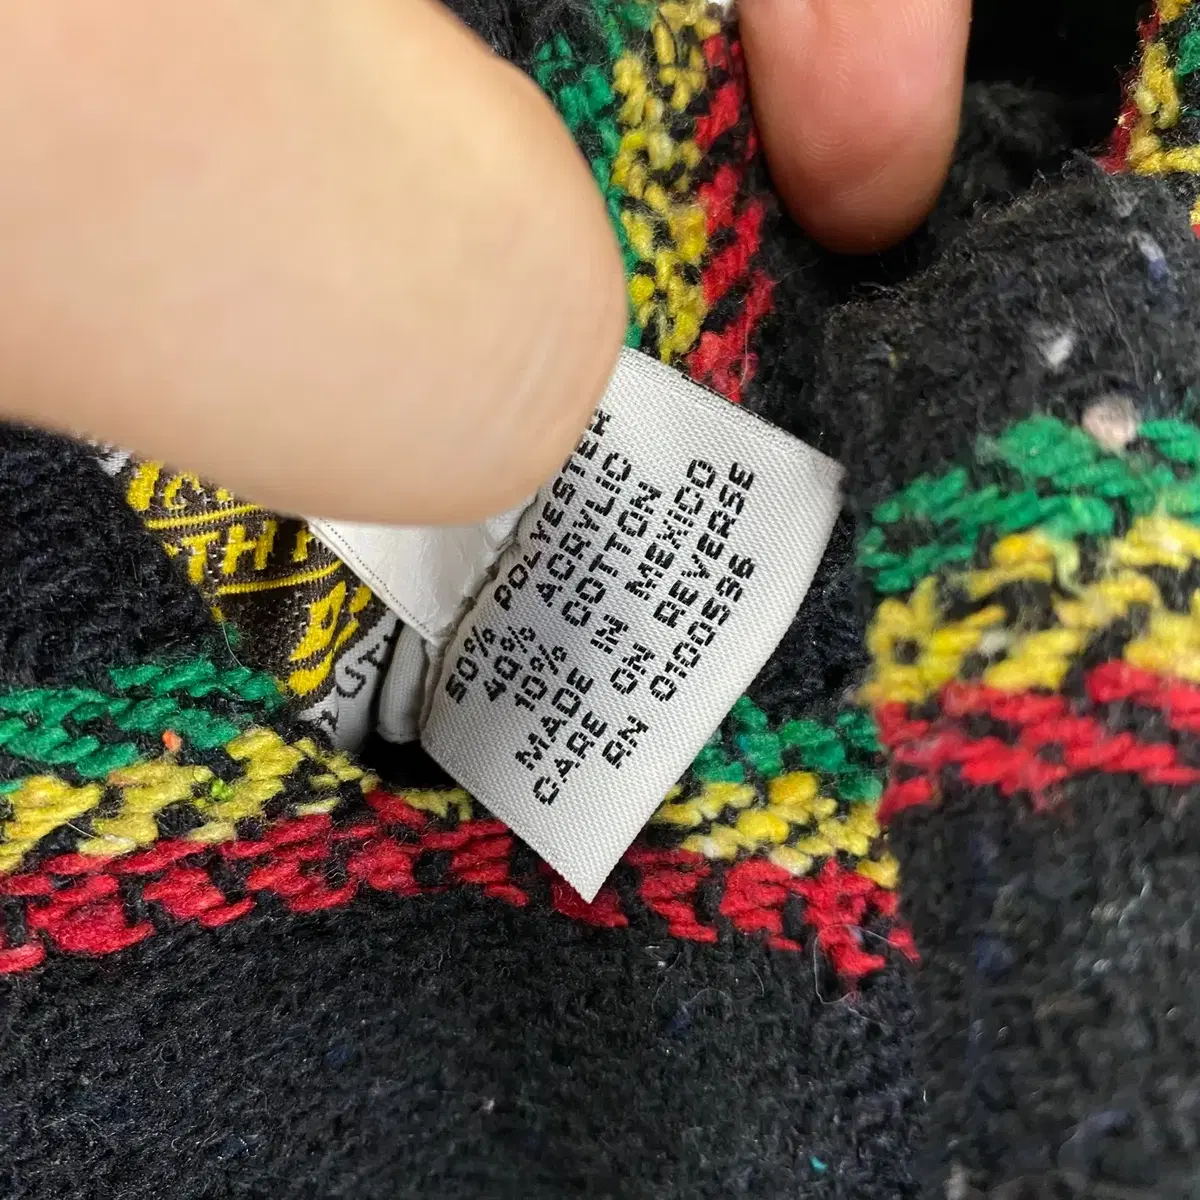 50% POLYESTER
40% ACRYLIC
10% COTTON
MADE IN MEXICO
CARE ON REVERSE
RN 0100596